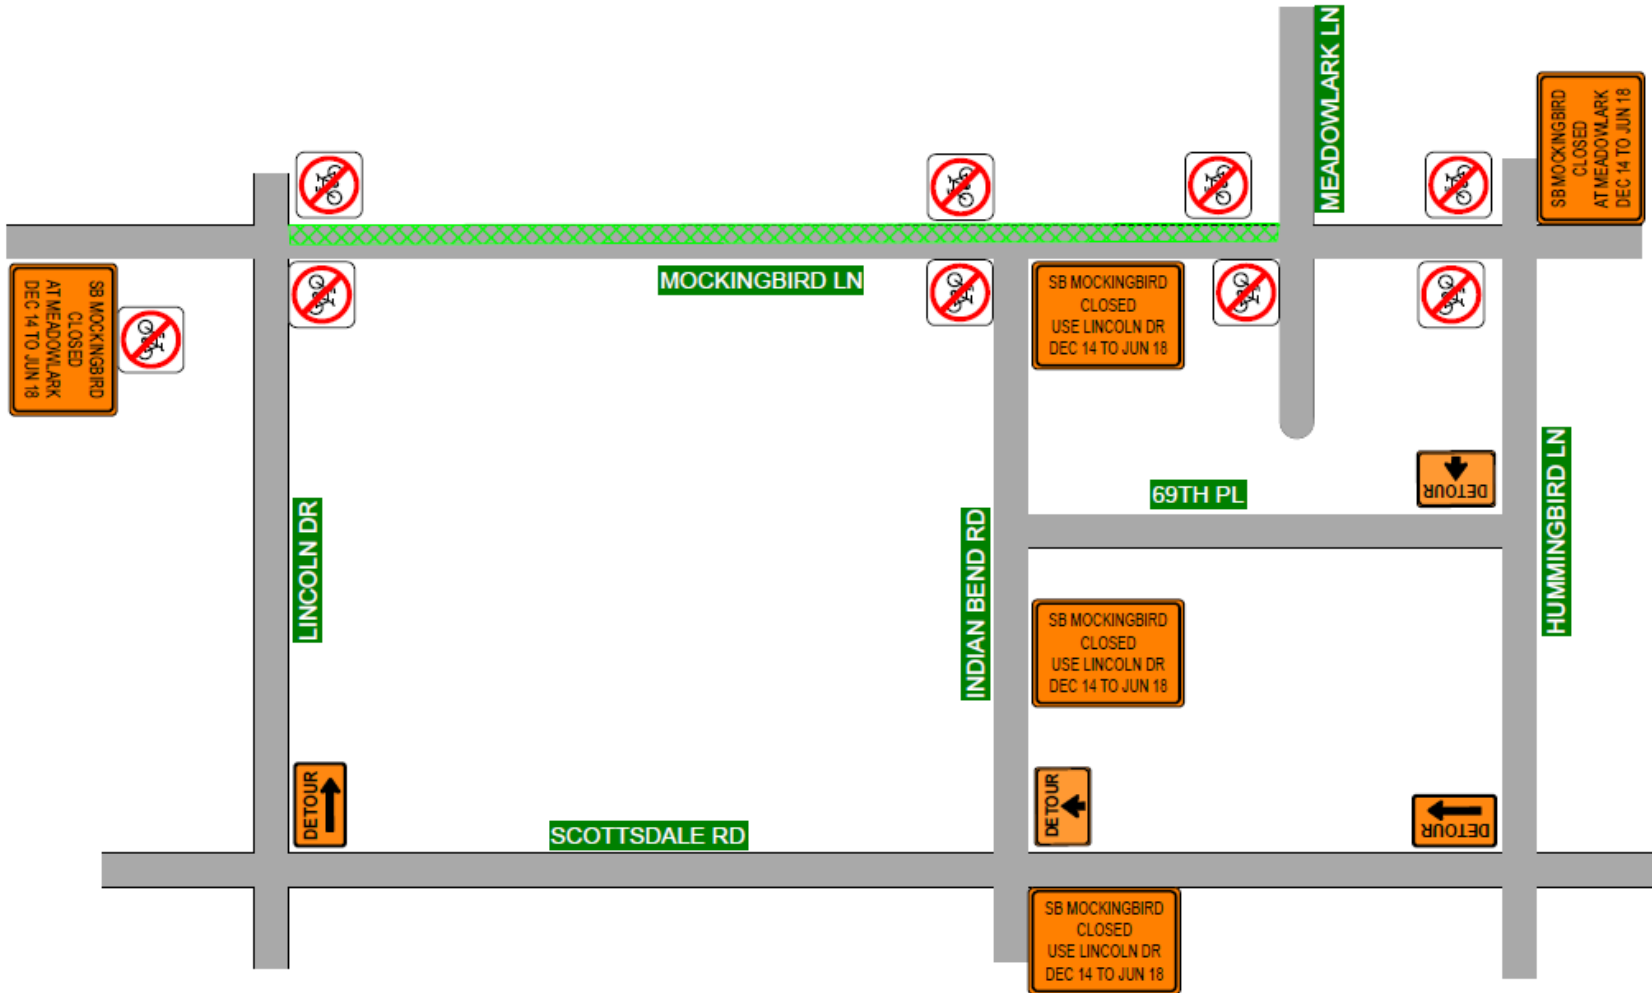 MEADOWLARK LN
SB MOCKINGBIRD
CLOSED
AT MEADOWLARK
DEC 14 TO JUN 18
MOCKINGBIRD LN
SB MOCKINGBIRD
CLOSED
USE LINCOLN DR
DEC 14 TO JUN 18
SB MOCKINGBIRD
CLOSED
AT MEADOWLARK
DEC 14 TO JUN 18
LINCOLN DR
INDIAN BEND RD
69TH PL
DETOUR
HUMMINGBIRD LN
SB MOCKINGBIRD
CLOSED
USE LINCOLN DR
DEC 14 TO JUN 18
DETOUR
SCOTTSDALE RD
DETOUR
DETOUR
SB MOCKINGBIRD
CLOSED
USE LINCOLN DR
DEC 14 TO JUN 18